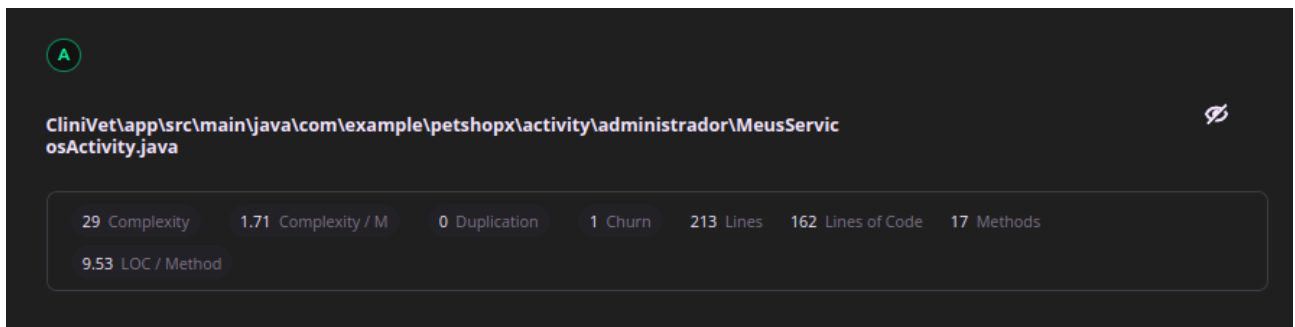 A
CliniVet\app\src\main\java\com\example\petshopx\activity\administrador\MeusServic
osActivity.java
29 Complexity 1.71 Complexity / M 0 Duplication 1 Churn 213 Lines 162 Lines of Code 17 Methods
9.53 LOC / Method